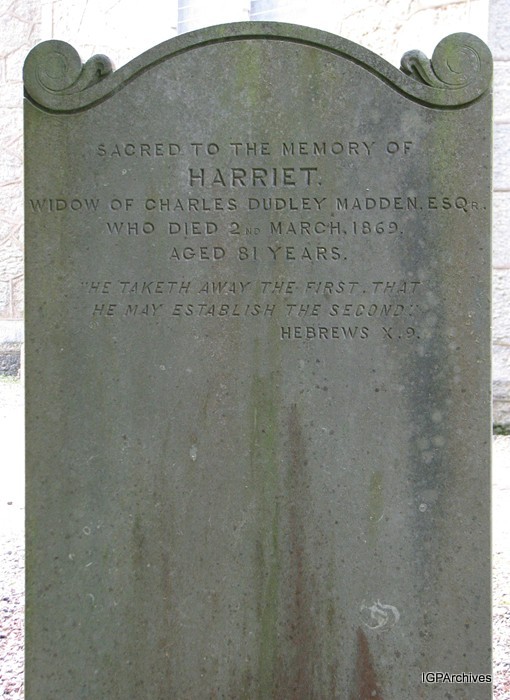 SACRED TO THE MEMORY OF
HARRIET.
WIDOW OF CHARLES DUDLEY MADDEN. ESQR.
WHO DIED 2ND MARCH, 1869.
AGED 81 YEARS.
"HE TAKETH AWAY THE FIRST, THAT
HE MAY ESTABLISH THE SECOND."
HEBREWS X. 9.
IGPArchives